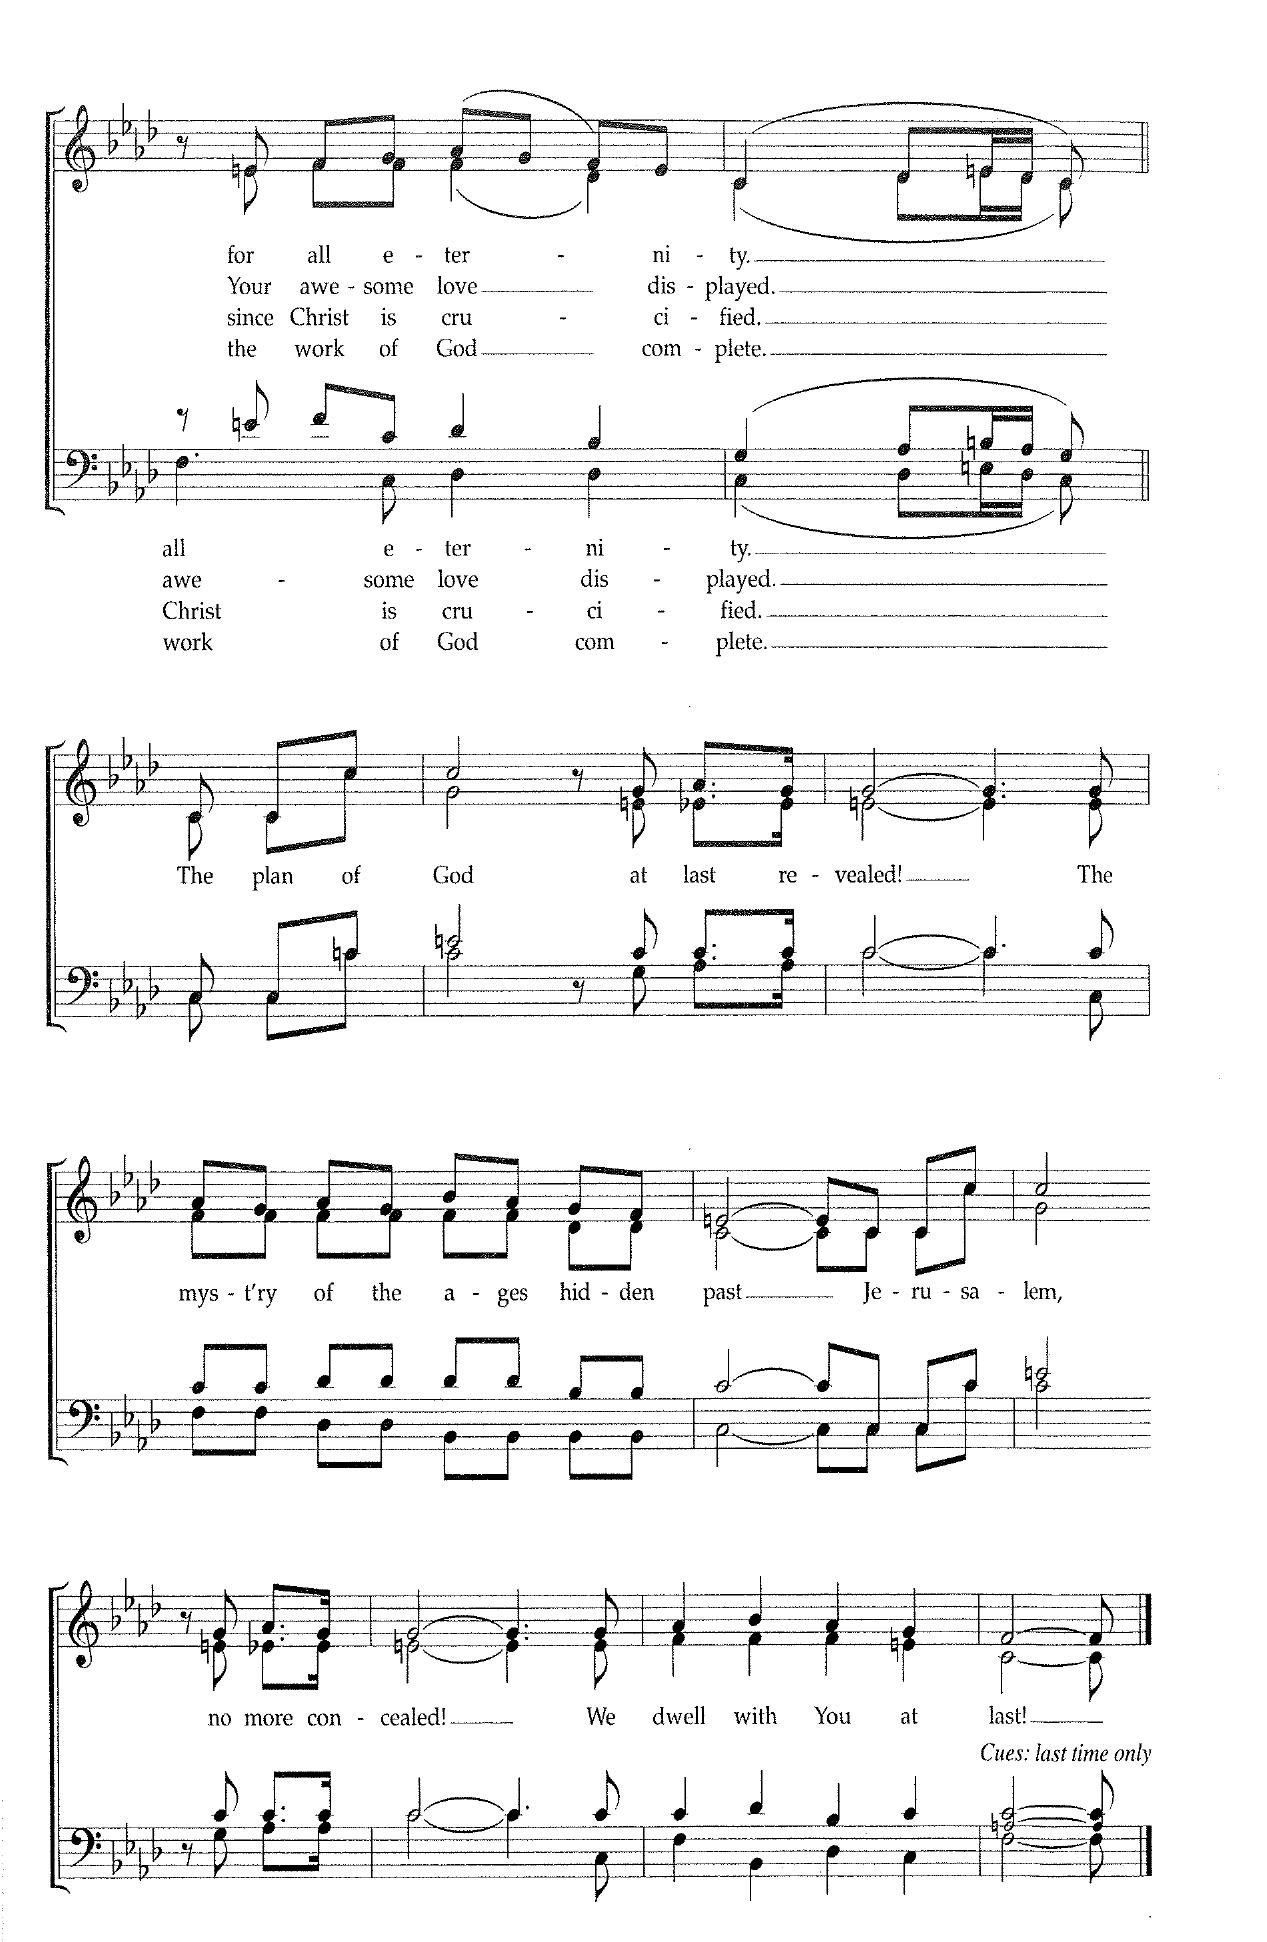 for all e - ter - ni - ty.
Your awe - some love dis - played.
since Christ is cru - ci - fied.
the work of God com - plete.
all e - ter - ni - ty.
awe - some love dis - played.
Christ is cru - ci - fied.
work of God com - plete.
The plan of God at last re - vealed! The
mys - t'ry of the a - ges hid - den past Je - ru - sa - lem,
no more con - cealed! We dwell with You at last!
Cues: last time only